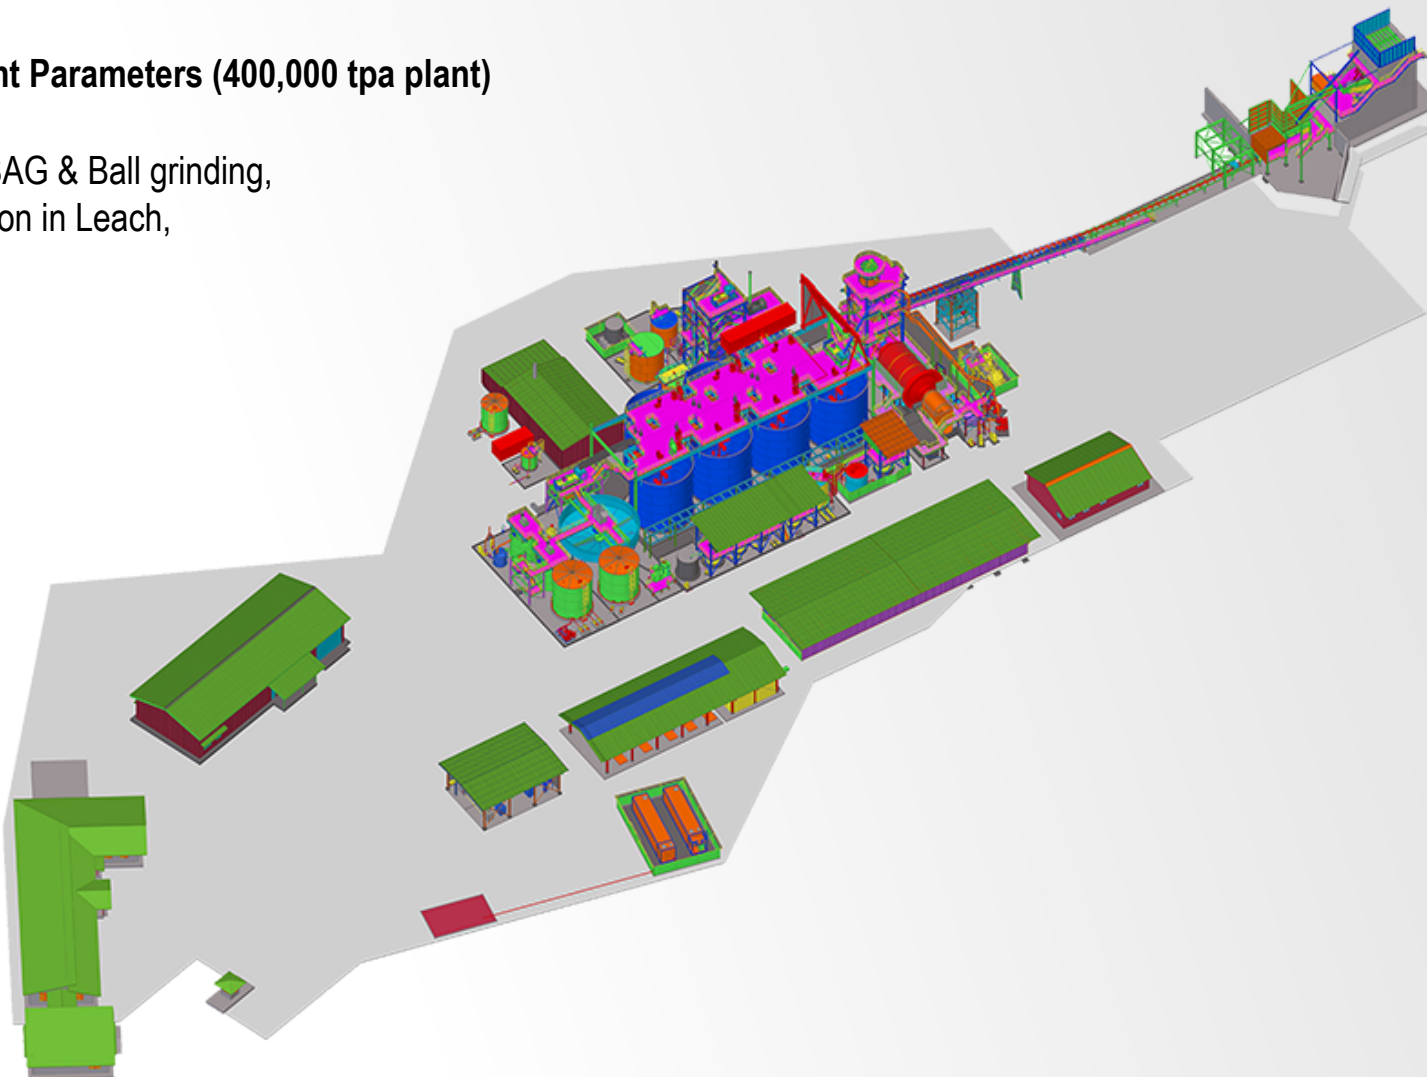 nt Parameters (400,000 tpa plant)
AG & Ball grinding,
on in Leach,